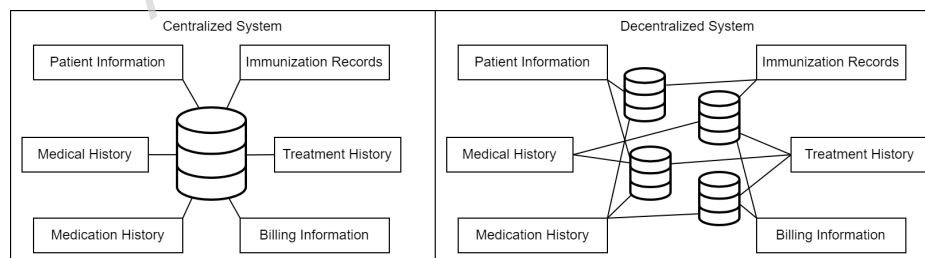 Centralized System
Patient Information
Immunization Records
Medical History
Treatment History
Medication History
Billing Information
Decentralized System
Patient Information
Immunization Records
Medical History
Treatment History
Medication History
Billing Information